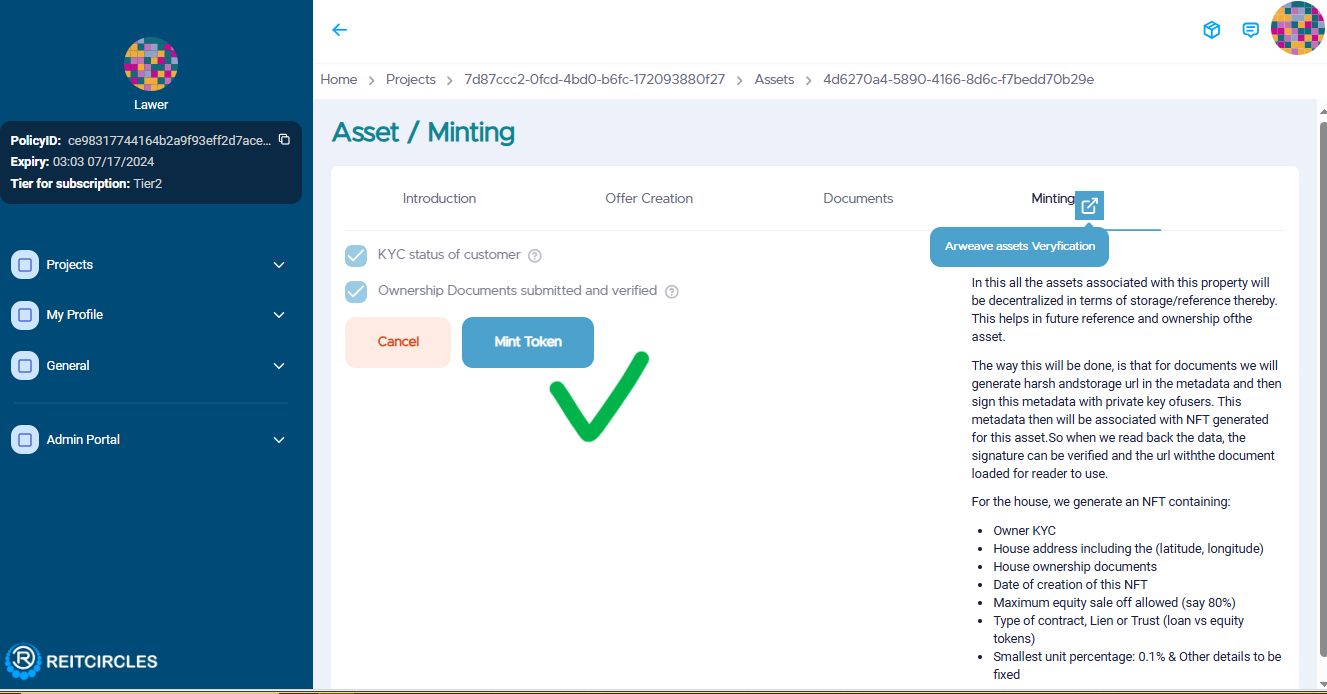 Lawer
PolicyID: ce98317744164b2a9f93eff2d7ace...
Expiry: 03:03 07/17/2024
Tier for subscription: Tier2
Projects
My Profile
General
Admin Portal
REITCIRCLES
Home > Projects > 7d87ccc2-0fcd-4bd0-b6fc-172093880f27 > Assets > 4d6270a4-5890-4166-8d6c-f7bedd70b29e
Asset / Minting
Introduction Offer Creation Documents Minting
Arweave assets Veryfication
KYC status of customer ?
Ownership Documents submitted and verified ?
Cancel Mint Token
In this all the assets associated with this property will
be decentralized in terms of storage/reference thereby.
This helps in future reference and ownership ofthe
asset.
The way this will be done, is that for documents we will
generate harsh andstorage url in the metadata and then
sign this metadata with private key ofusers. This
metadata then will be associated with NFT generated
for this asset.So when we read back the data, the
signature can be verified and the url withthe document
loaded for reader to use.
For the house, we generate an NFT containing:
• Owner KYC
• House address including the (latitude, longitude)
• House ownership documents
• Date of creation of this NFT
• Maximum equity sale off allowed (say 80%)
• Type of contract, Lien or Trust (loan vs equity
tokens)
• Smallest unit percentage: 0.1% & Other details to be
fixed